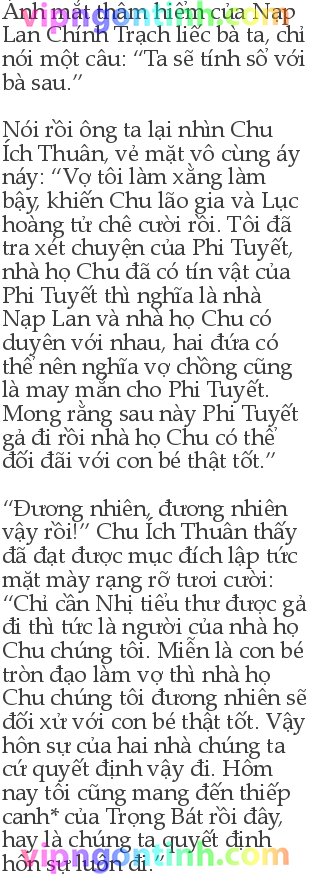 Ánh mắt thâm hiểm của Nạp
Lan Chính Trạch liếc bà ta, chỉ
nói một câu: “Ta sẽ tính sổ với
bà sau.”
Nói rồi ông ta lại nhìn Chu
Ích Thuân, vẻ mặt vô cùng áy
náy: “Vợ tôi làm xằng làm
bậy, khiến Chu lão gia và Lục
hoàng tử chê cười rồi. Tôi đã
tra xét chuyện của Phi Tuyết,
nhà họ Chu đã có tín vật của
Phi Tuyết thì nghĩa là nhà
Nạp Lan và nhà họ Chu có
duyên với nhau, hai đứa có
thể nên nghĩa vợ chồng cũng
là may mắn cho Phi Tuyết.
Mong rằng sau này Phi Tuyết
gả đi rồi nhà họ Chu có thể
đối đãi với con bé thật tốt.”
“Đương nhiên, đương nhiên
vậy rồi!” Chu Ích Thuân thấy
đã đạt được mục đích lập tức
mặt mày rạng rỡ tươi cười:
“Chỉ cần Nhị tiểu thư được gả
đi thì tức là người của nhà họ
Chu chúng tôi. Miễn là con bé
tròn đạo làm vợ thì nhà họ
Chu chúng tôi đương nhiên sẽ
đối xử với con bé thật tốt. Vậy
hôn sự của hai nhà chúng ta
cứ quyết định vậy đi. Hôm
nay tôi cũng mang đến thiếp
canh* của Trọng Bát rồi đây,
hay là chúng ta quyết định
hôn sự luôn đi.”
vipngontinh.com
vipngontinh.com